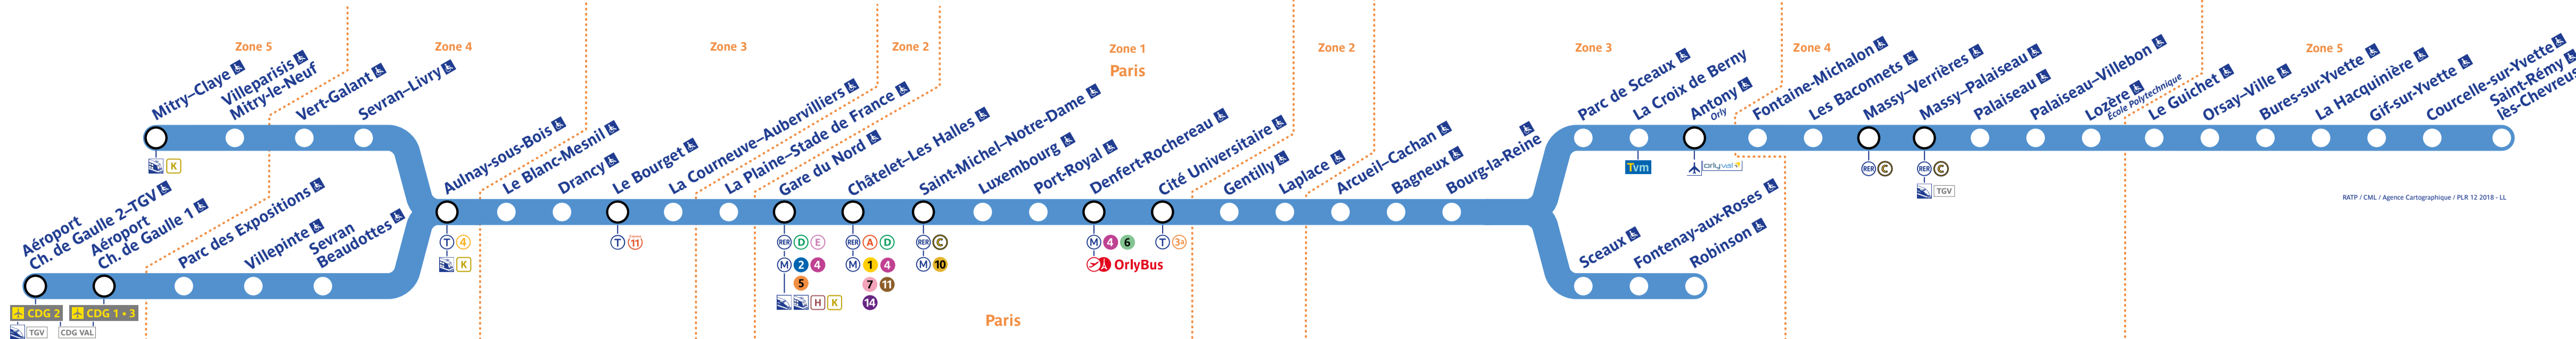 Zone 5
Zone 4
Zone 3
Zone 2
Zone 1
Paris
Zone 2
Zone 3
Zone 4
Zone 5
Mitry–Claye
Villeparisis
Mitry-le-Neuf
Vert-Galant
Sevran–Livry
K
Aéroport
Ch. de Gaulle 2–TGV
Aéroport
Ch. de Gaulle 1
Parc des Expositions
Villepinte
Sevran
Beaudottes
CDG 2
CDG 1 • 3
TGV
CDG VAL
Aulnay-sous-Bois
T 4
K
Le Blanc-Mesnil
Drancy
Le Bourget
T 11
La Courneuve–Aubervilliers
La Plaine–Stade de France
Gare du Nord
RER D E
M 2 4
5
H K
Châtelet–Les Halles
RER A D
M 1 4
7 11
14
Saint-Michel–Notre-Dame
RER C
M 10
Luxembourg
Port-Royal
Denfert-Rochereau
M 4 6
OrlyBus
Cité Universitaire
T 3a
Paris
Gentilly
Laplace
Arcueil–Cachan
Bagneux
Bourg-la-Reine
Parc de Sceaux
La Croix de Berny
Tvm
Antony
Orly
orlyval
Fontaine-Michalon
Les Baconnets
Massy–Verrières
RER C
Massy–Palaiseau
RER C
TGV
Palaiseau
Palaiseau–Villebon
Lozère
École Polytechnique
Le Guichet
Orsay–Ville
Bures-sur-Yvette
La Hacquinière
Gif-sur-Yvette
Courcelle-sur-Yvette
Saint-Rémy
lès-Chevreus
Sceaux
Fontenay-aux-Roses
Robinson
RATP / CML / Agence Cartographique / PLR 12 2018 - LL